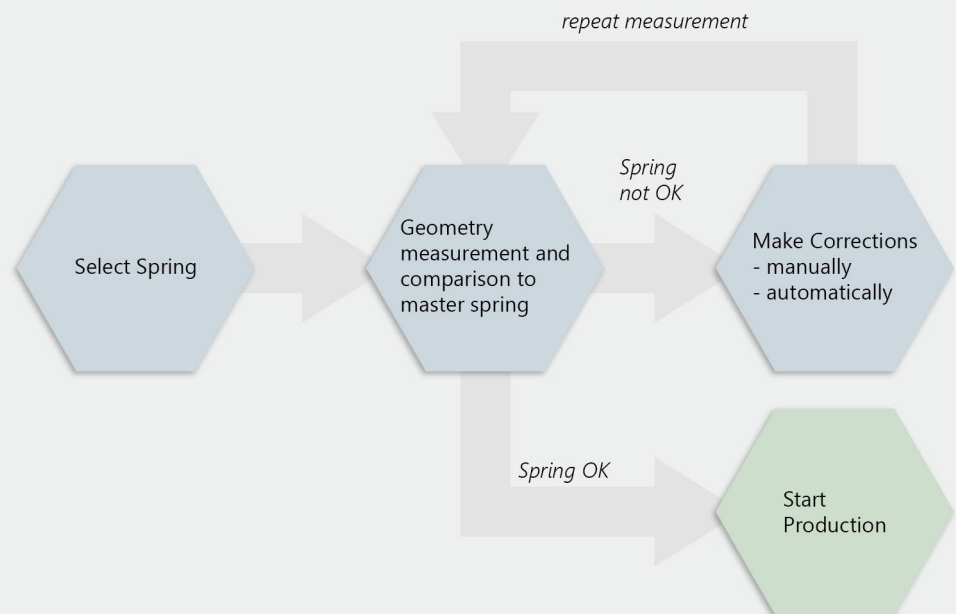 repeat measurement
Spring
not OK
Select Spring
Geometry
measurement and
comparison to
master spring
Make Corrections
- manually
- automatically
Spring OK
Start
Production